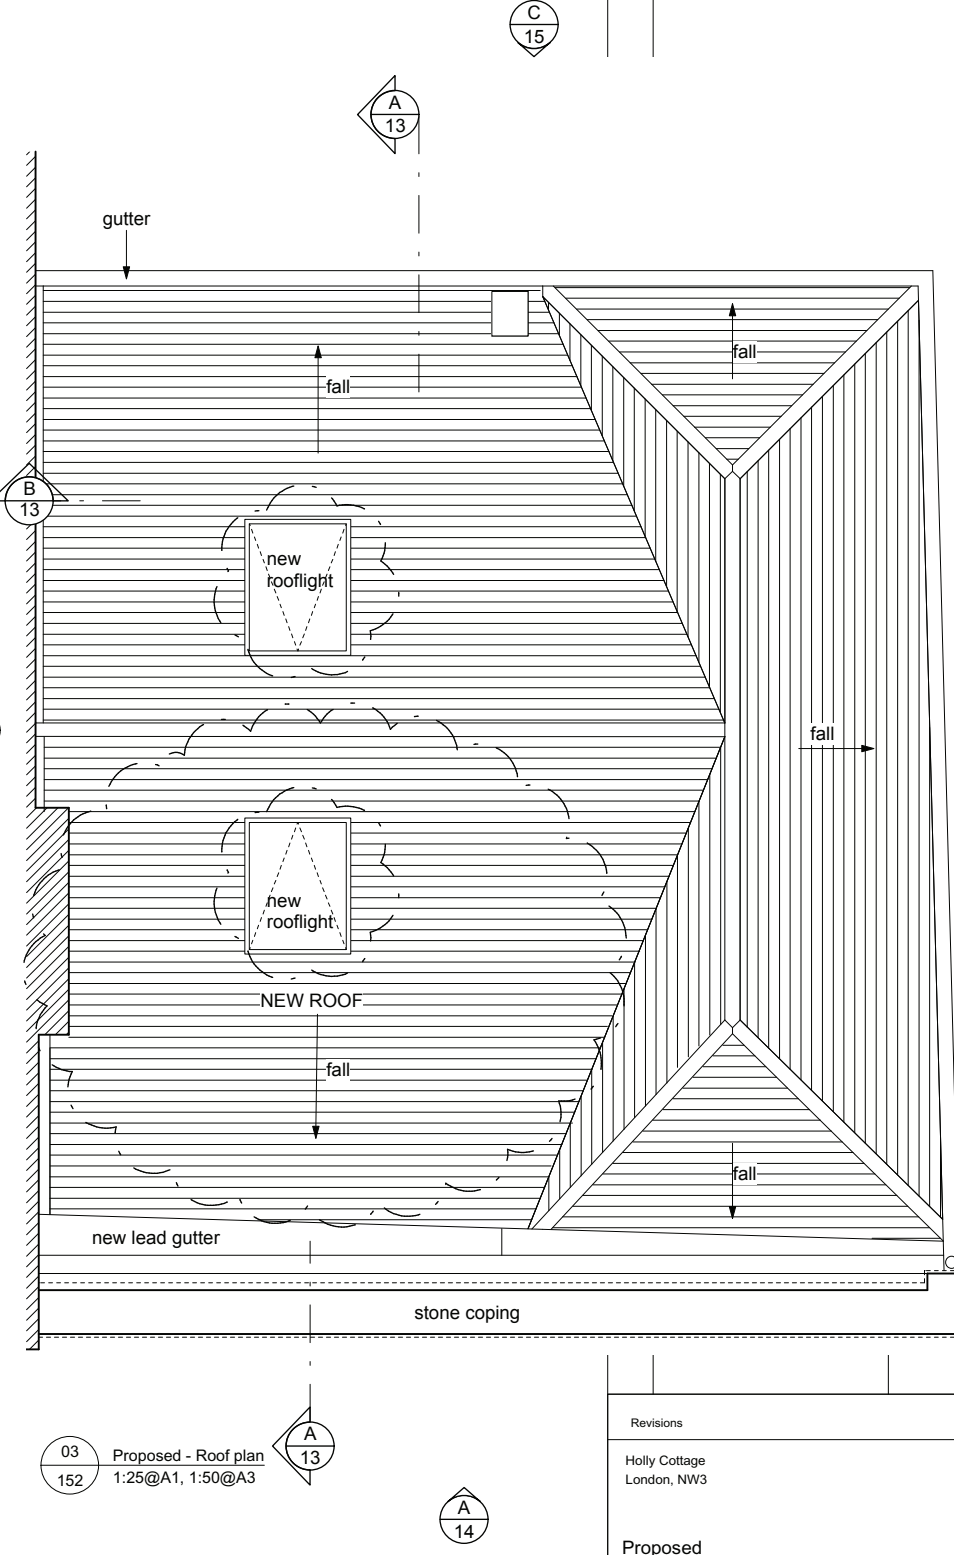 C
15
A
13
gutter
fall
fall
B
13
new
rooflight
fall
new
rooflight
NEW ROOF
fall
fall
new lead gutter
stone coping
Revisions
A
13
03
152
Proposed - Roof plan
1:25@A1, 1:50@A3
Holly Cottage
London, NW3
A
14
Proposed